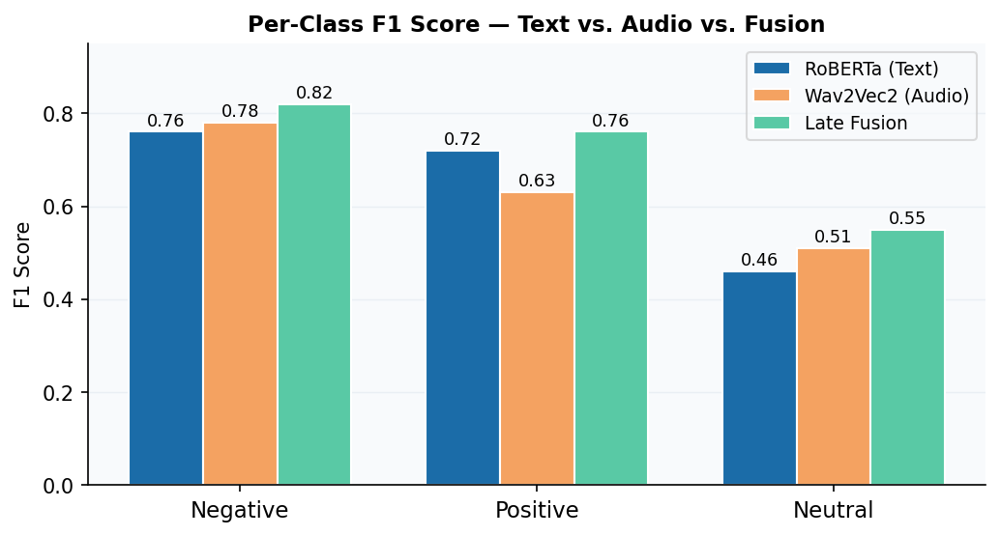 Per-Class F1 Score — Text vs. Audio vs. Fusion
RoBERTa (Text)
Wav2Vec2 (Audio)
Late Fusion
F1 Score
0.8
0.6
0.4
0.2
0.0
0.76
0.78
0.82
0.72
0.63
0.76
0.46
0.51
0.55
Negative
Positive
Neutral